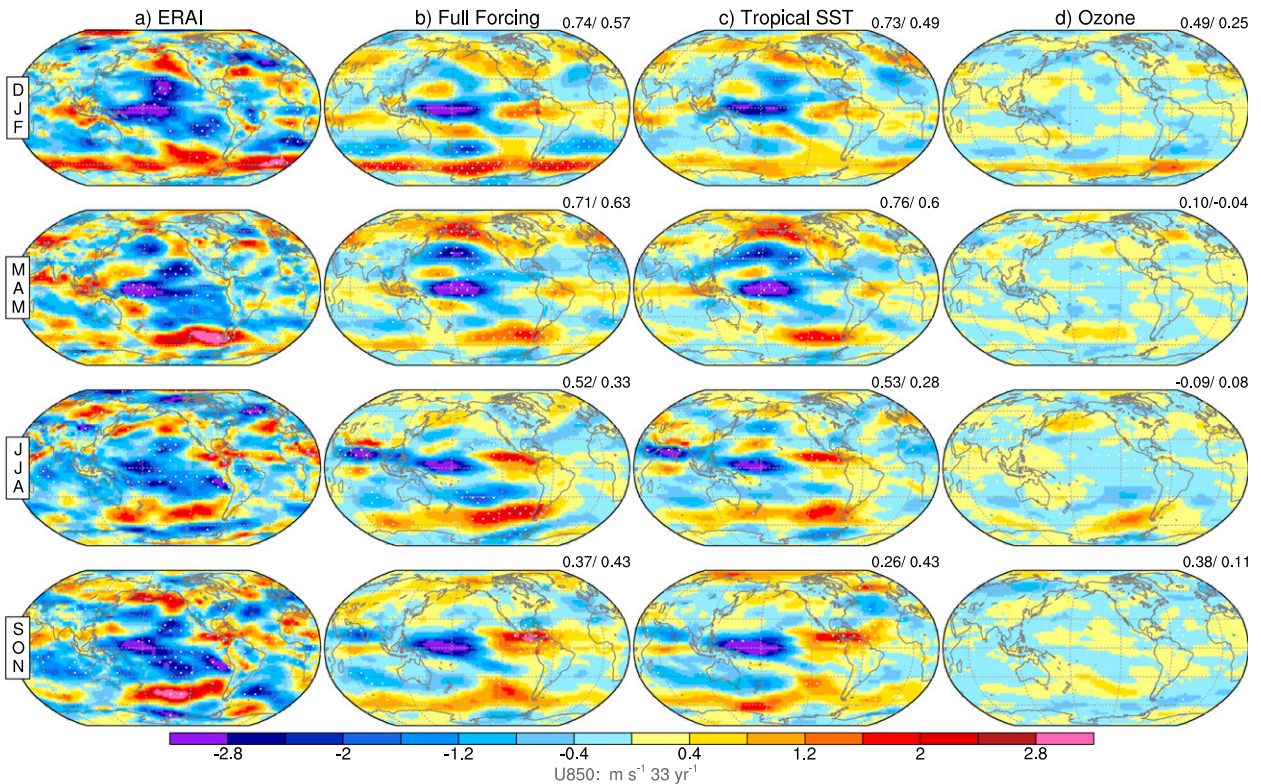 a) ERAI
b) Full Forcing
0.74/ 0.57
c) Tropical SST
0.73/ 0.49
d) Ozone
0.49/ 0.25
D
J
F
0.71/ 0.63
0.76/ 0.6
0.10/-0.04
M
A
M
0.52/ 0.33
0.53/ 0.28
-0.09/ 0.08
J
J
A
0.37/ 0.43
0.26/ 0.43
0.38/ 0.11
S
O
N
-2.8 -2 -1.2 -0.4 0.4 1.2 2 2.8
U850: m s⁻¹ 33 yr⁻¹